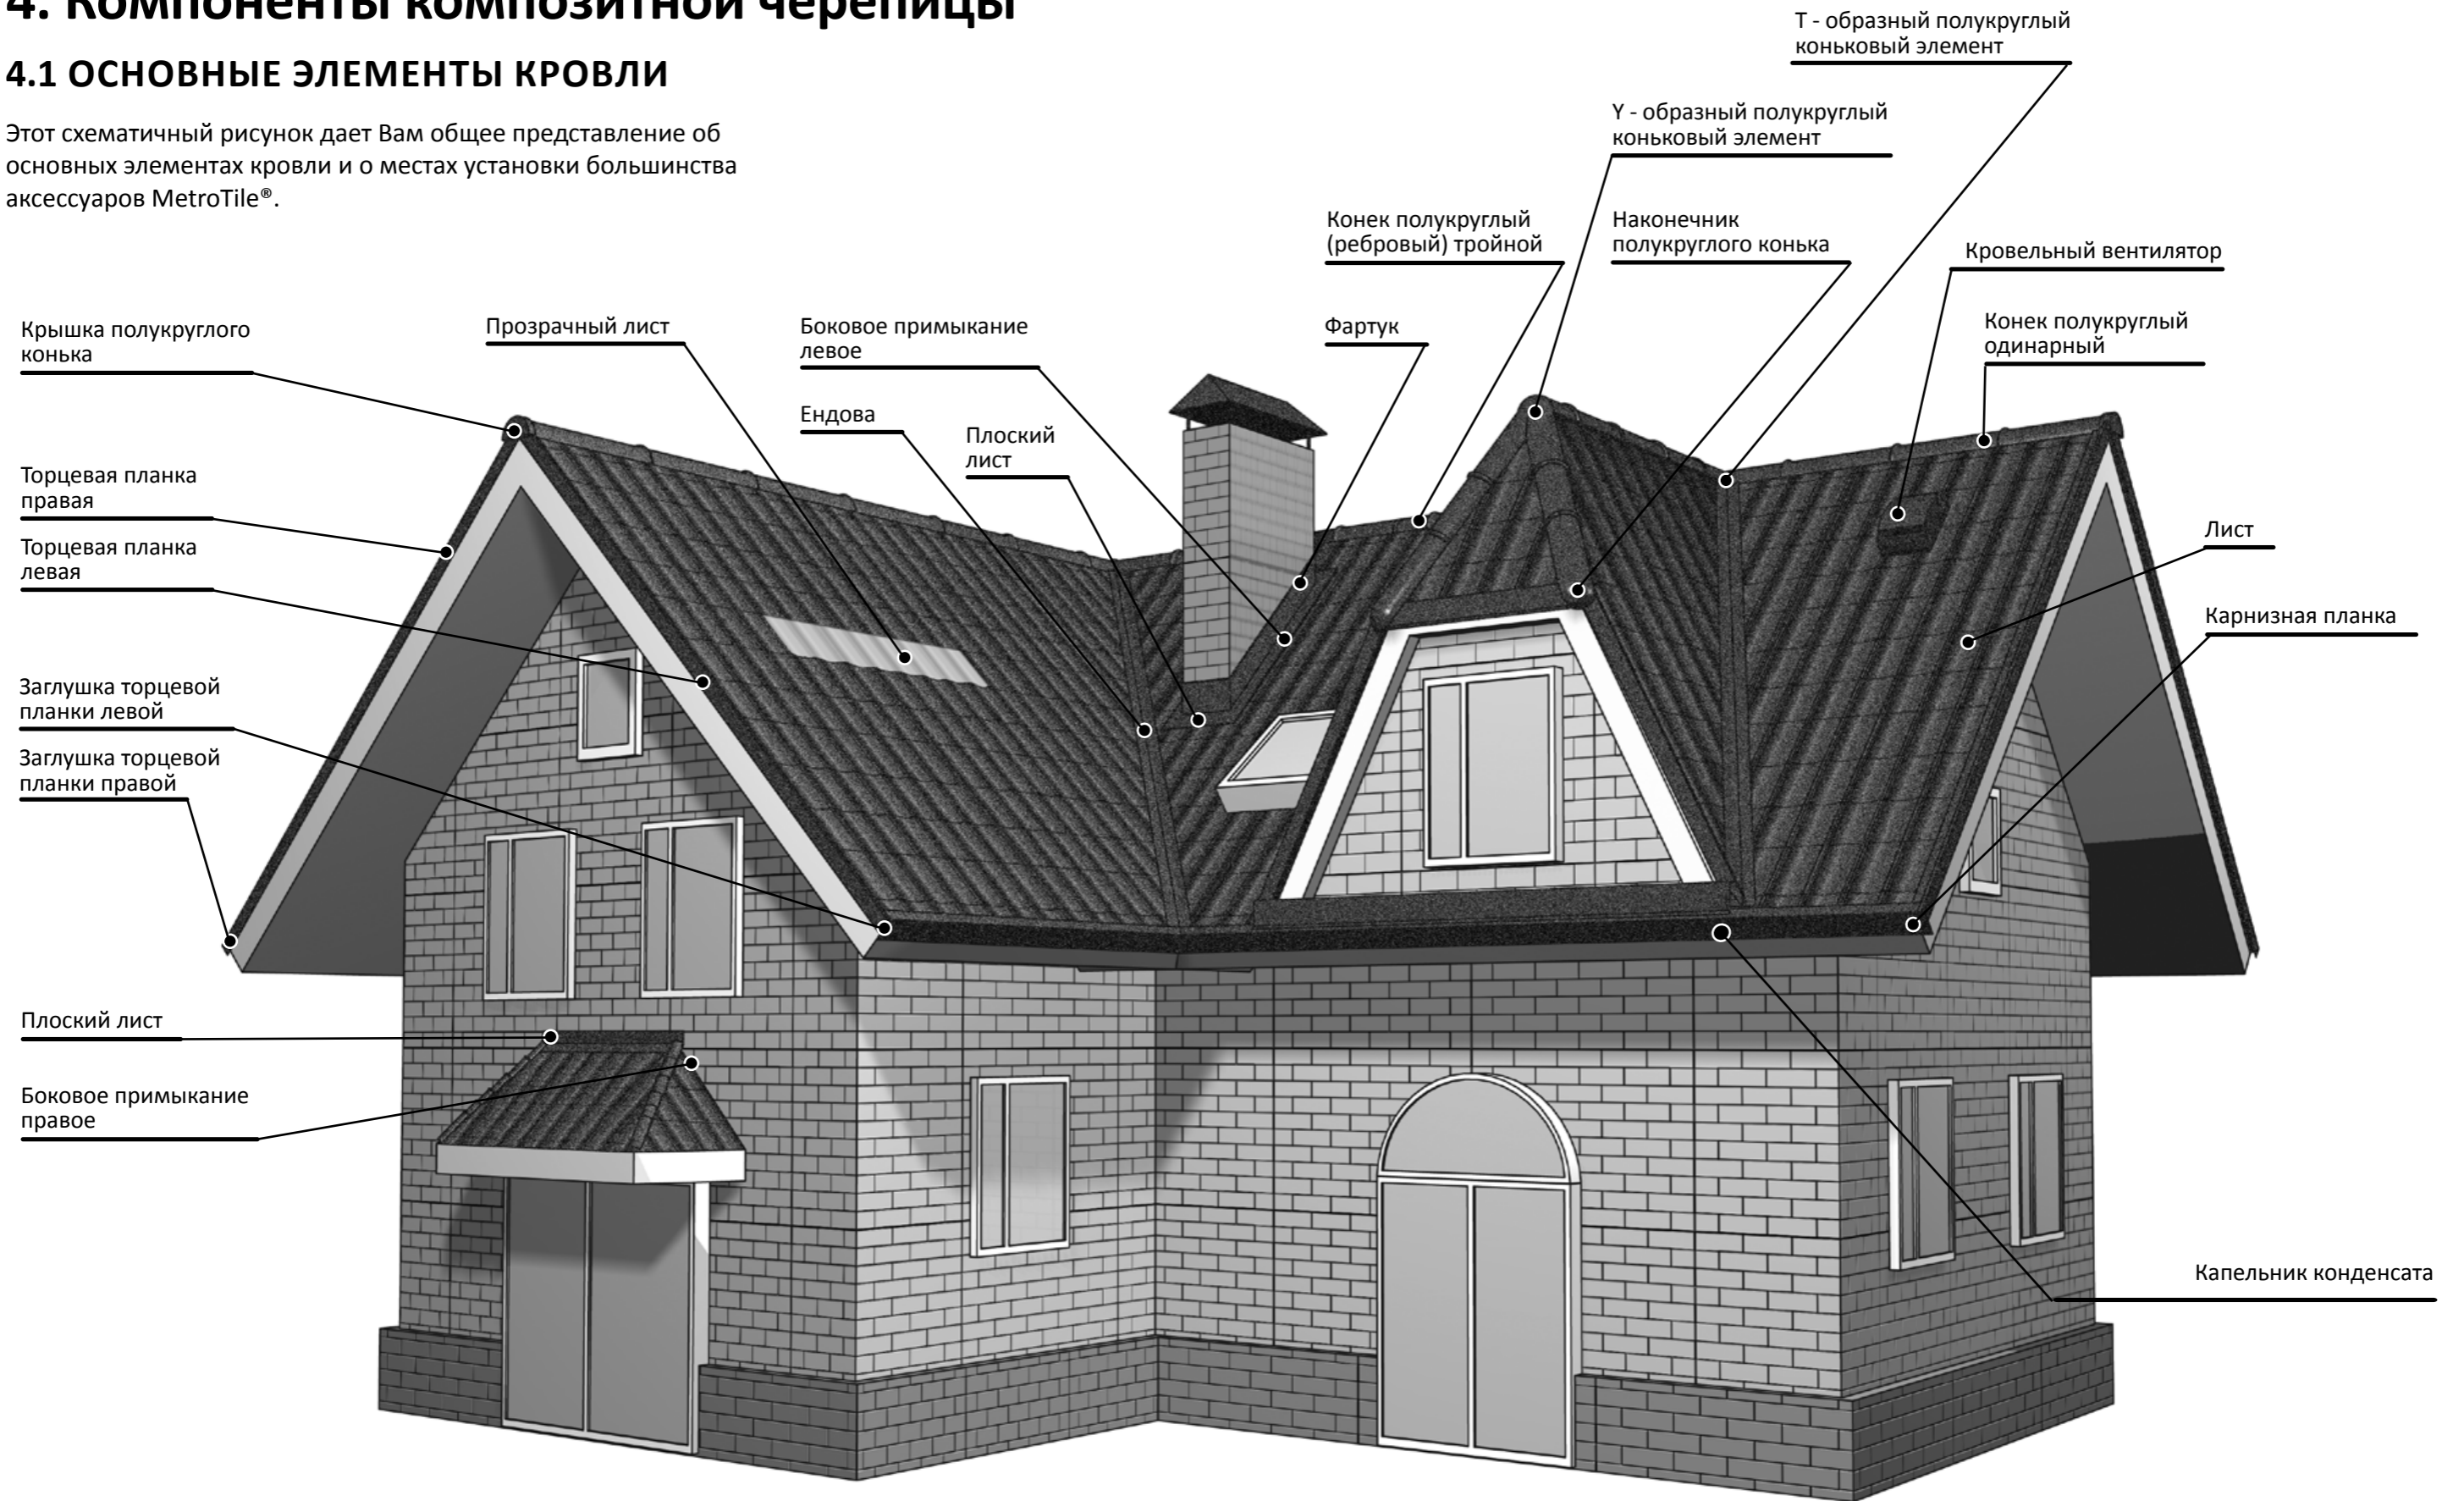 4. Компоненты композитной черепицы
4.1 ОСНОВНЫЕ ЭЛЕМЕНТЫ КРОВЛИ
Этот схематичный рисунок дает Вам общее представление об
основных элементах кровли и о местах установки большинства
аксессуаров MetroTile®.
Т - образный полукруглый
коньковый элемент
Y - образный полукруглый
коньковый элемент
Конек полукруглый
(ребровый) тройной
Наконечник
полукруглого конька
Кровельный вентилятор
Крышка полукруглого
конька
Прозрачный лист
Боковое примыкание
левое
Фартук
Конек полукруглый
одинарный
Ендова
Плоский
лист
Торцевая планка
правая
Торцевая планка
левая
Лист
Карнизная планка
Заглушка торцевой
планки левой
Заглушка торцевой
планки правой
Плоский лист
Боковое примыкание
правое
Капельник конденсата